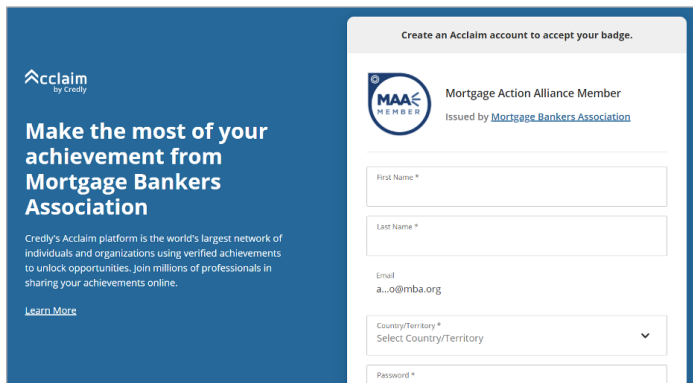 Acclaim
by Credly
Make the most of your
achievement from
Mortgage Bankers
Association
Credly's Acclaim platform is the world's largest network of
individuals and organizations using verified achievements
to unlock opportunities. Join millions of professionals in
sharing your achievements online.
Learn More
Create an Acclaim account to accept your badge.
MAA
MEMBER
Mortgage Action Alliance Member
Issued by Mortgage Bankers Association
First Name *
Last Name *
Email
a...o@mba.org
Country/Territory *
Select Country/Territory
Password *